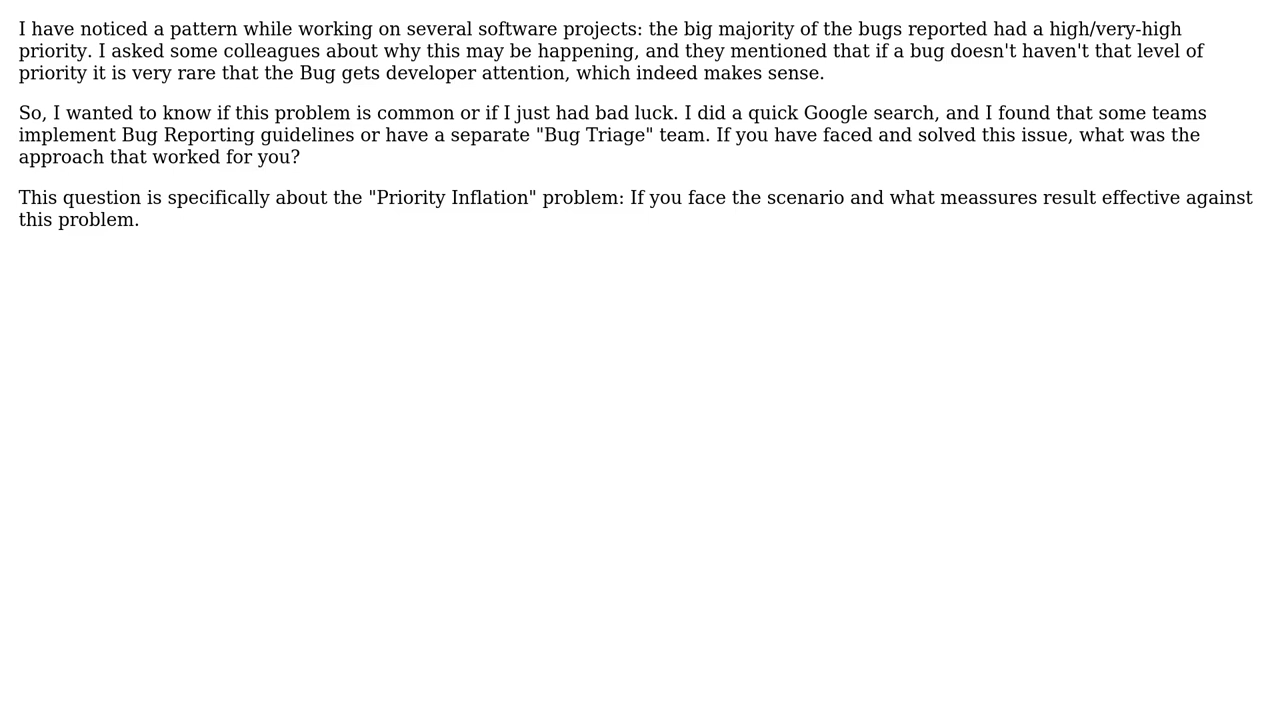 I have noticed a pattern while working on several software projects: the big majority of the bugs reported had a high/very-high
priority. I asked some colleagues about why this may be happening, and they mentioned that if a bug doesn't haven't that level of
priority it is very rare that the Bug gets developer attention, which indeed makes sense.
So, I wanted to know if this problem is common or if I just had bad luck. I did a quick Google search, and I found that some teams
implement Bug Reporting guidelines or have a separate "Bug Triage" team. If you have faced and solved this issue, what was the
approach that worked for you?
This question is specifically about the "Priority Inflation" problem: If you face the scenario and what meassures result effective against
this problem.